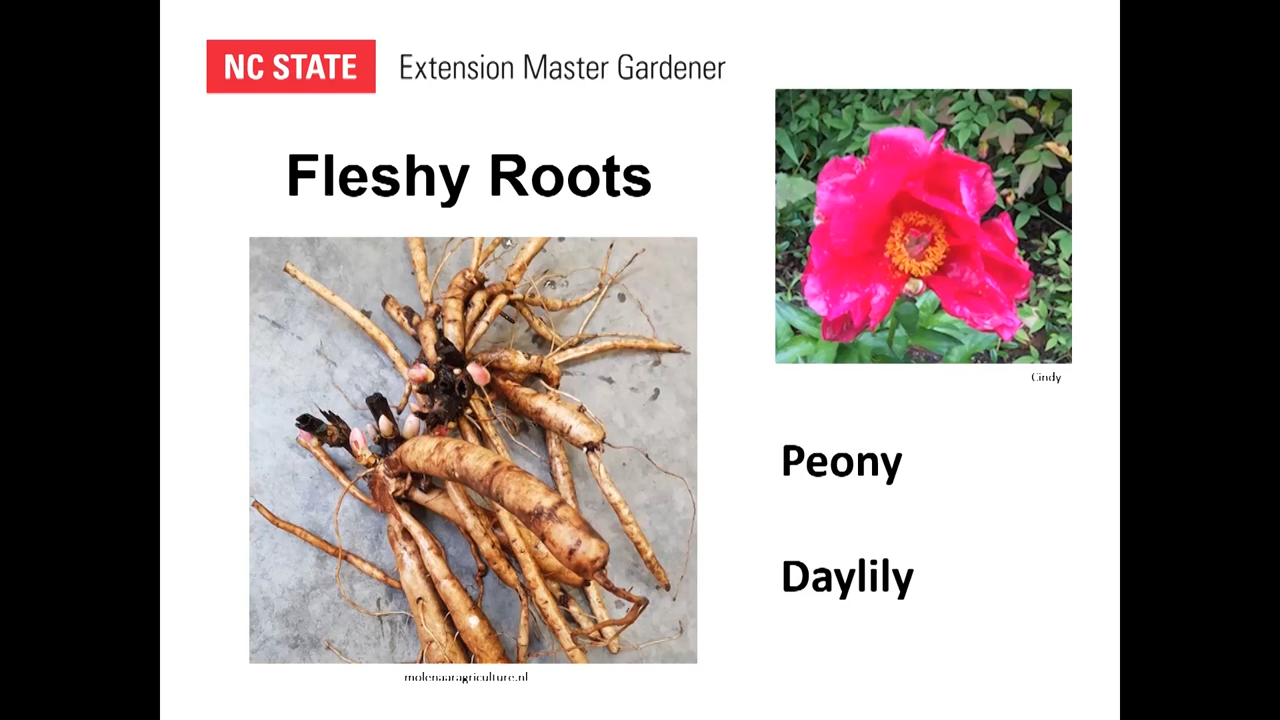 NC STATE Extension Master Gardener
Fleshy Roots
Cindy
Peony
Daylily
molenaaragriculture.nl